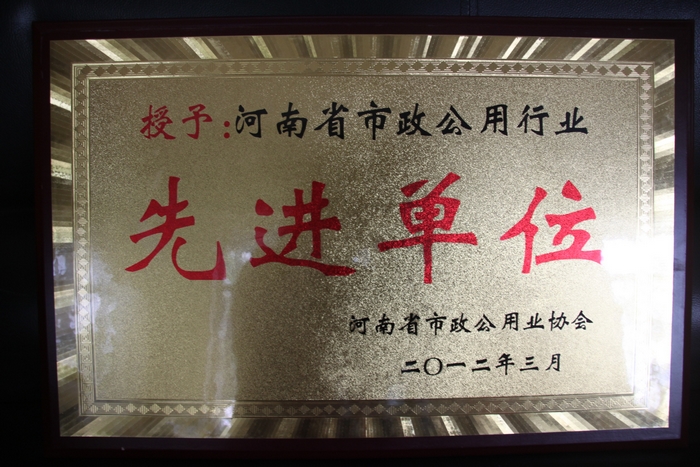 授予:河南省市政公用行业
先进单位
河南省市政公用业协会
二〇一二年三月